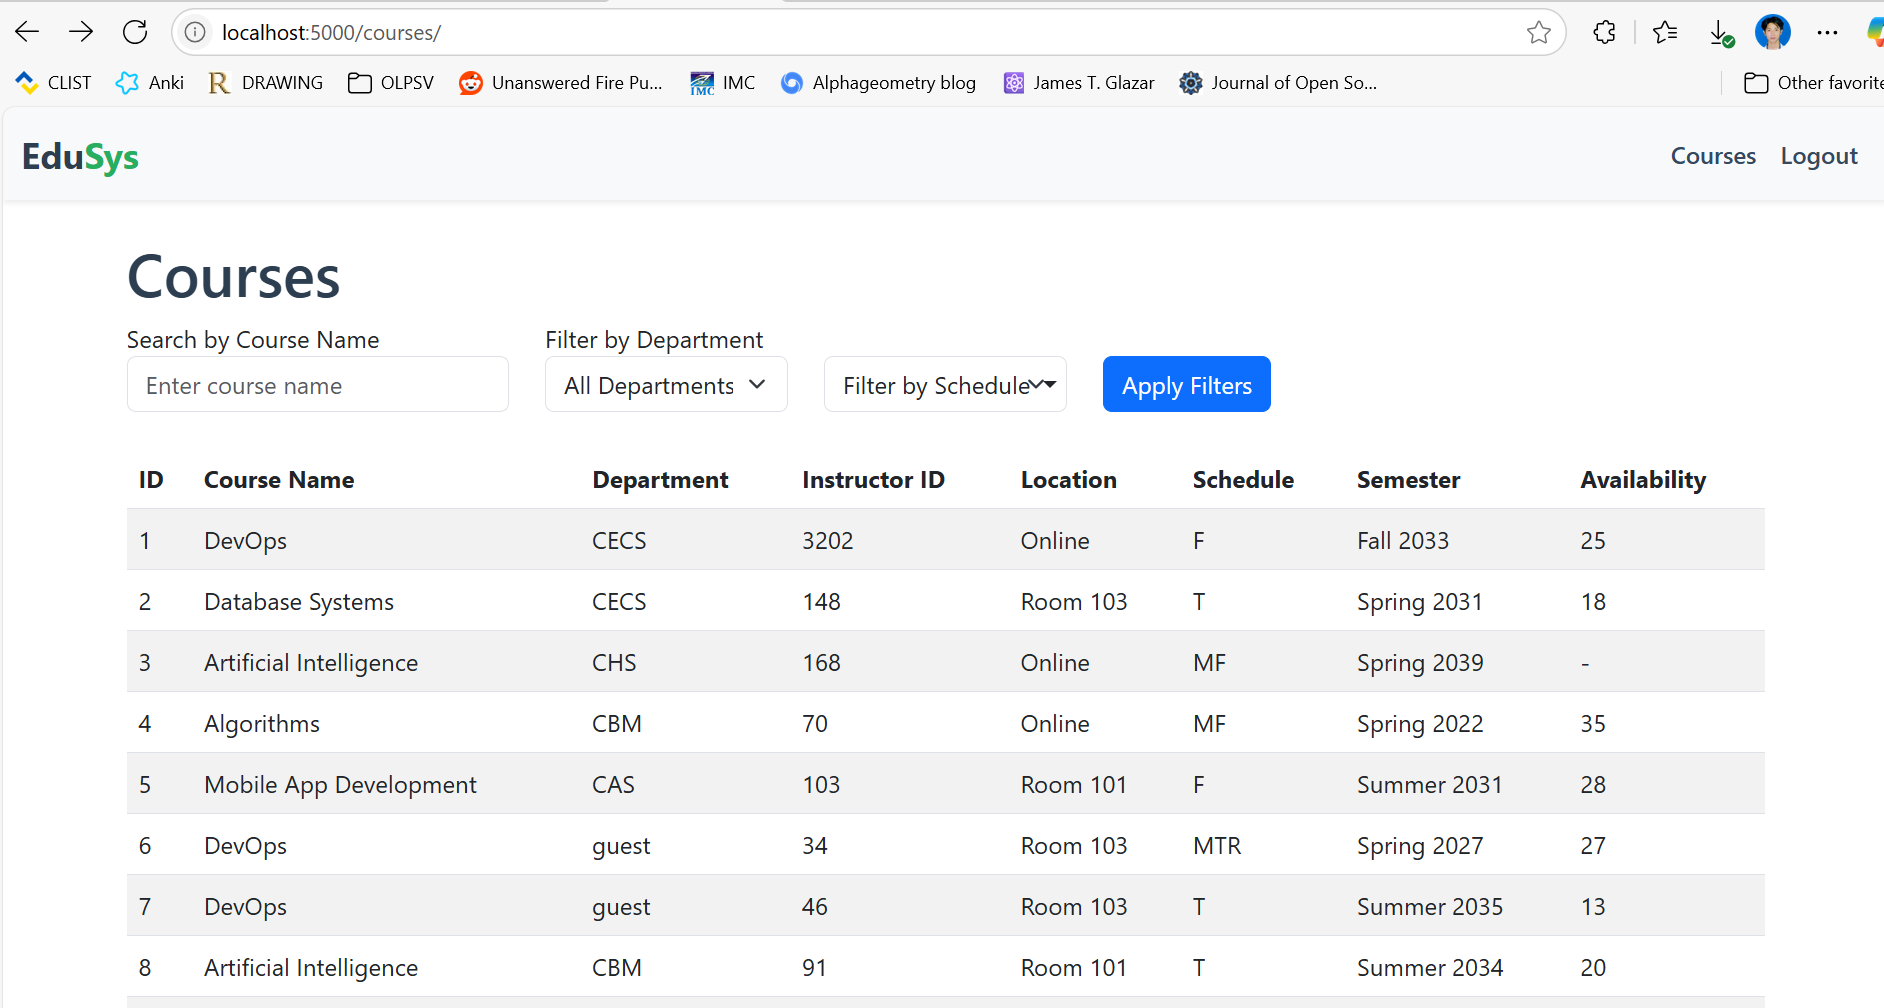 localhost:5000/courses/
CLIST Anki DRAWING OLPSV Unanswered Fire Pu... IMC Alphageometry blog James T. Glazar Journal of Open So... Other favorite
EduSys Courses Logout
Courses
Search by Course Name Filter by Department
Enter course name All Departments Filter by Schedule Apply Filters
ID Course Name Department Instructor ID Location Schedule Semester Availability
1 DevOps CECS 3202 Online F Fall 2033 25
2 Database Systems CECS 148 Room 103 T Spring 2031 18
3 Artificial Intelligence CHS 168 Online MF Spring 2039 -
4 Algorithms CBM 70 Online MF Spring 2022 35
5 Mobile App Development CAS 103 Room 101 F Summer 2031 28
6 DevOps guest 34 Room 103 MTR Spring 2027 27
7 DevOps guest 46 Room 103 T Summer 2035 13
8 Artificial Intelligence CBM 91 Room 101 T Summer 2034 20